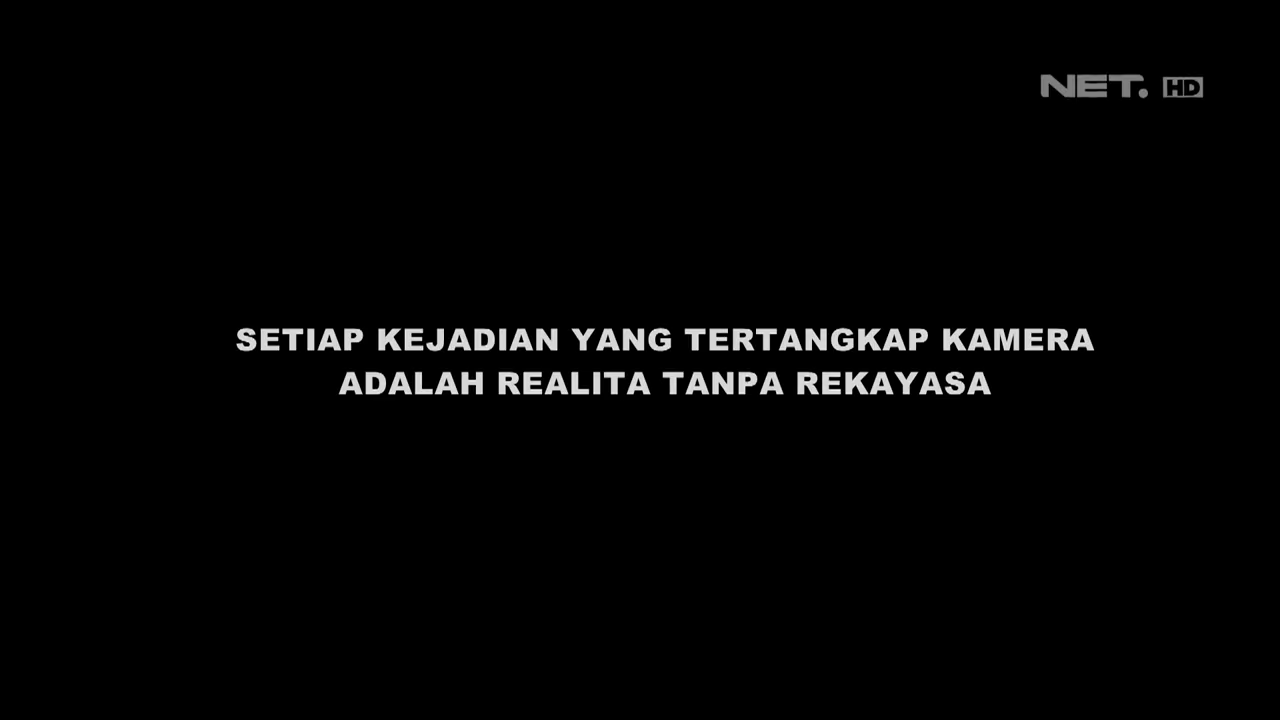 NET. HD
SETIAP KEJADIAN YANG TERTANGKAP KAMERA
ADALAH REALITA TANPA REKAYASA